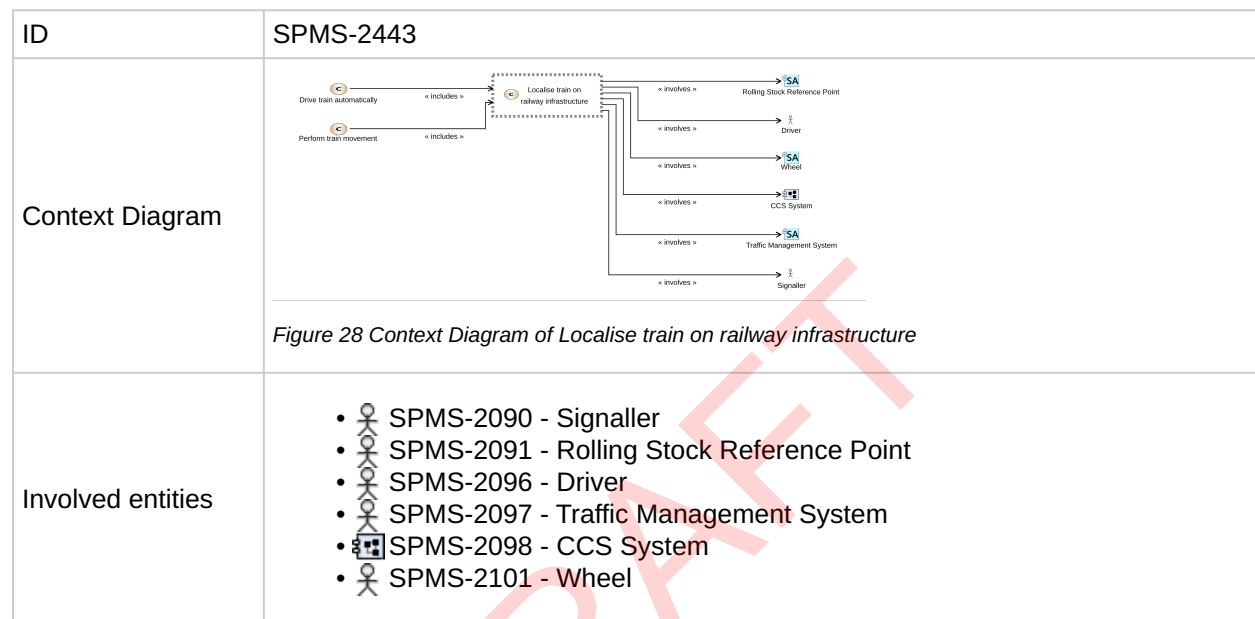 ID
SPMS-2443
Context Diagram
C
Drive train automatically
« includes »
C
Localise train on
railway infrastructure
« involves »
SA
Rolling Stock Reference Point
C
Perform train movement
« includes »
« involves »
Driver
« involves »
SA
Wheel
« involves »
CCS System
« involves »
SA
Traffic Management System
« involves »
Signaller
Figure 28 Context Diagram of Localise train on railway infrastructure
Involved entities
• SPMS-2090 - Signaller
• SPMS-2091 - Rolling Stock Reference Point
• SPMS-2096 - Driver
• SPMS-2097 - Traffic Management System
• SPMS-2098 - CCS System
• SPMS-2101 - Wheel
DRAFT